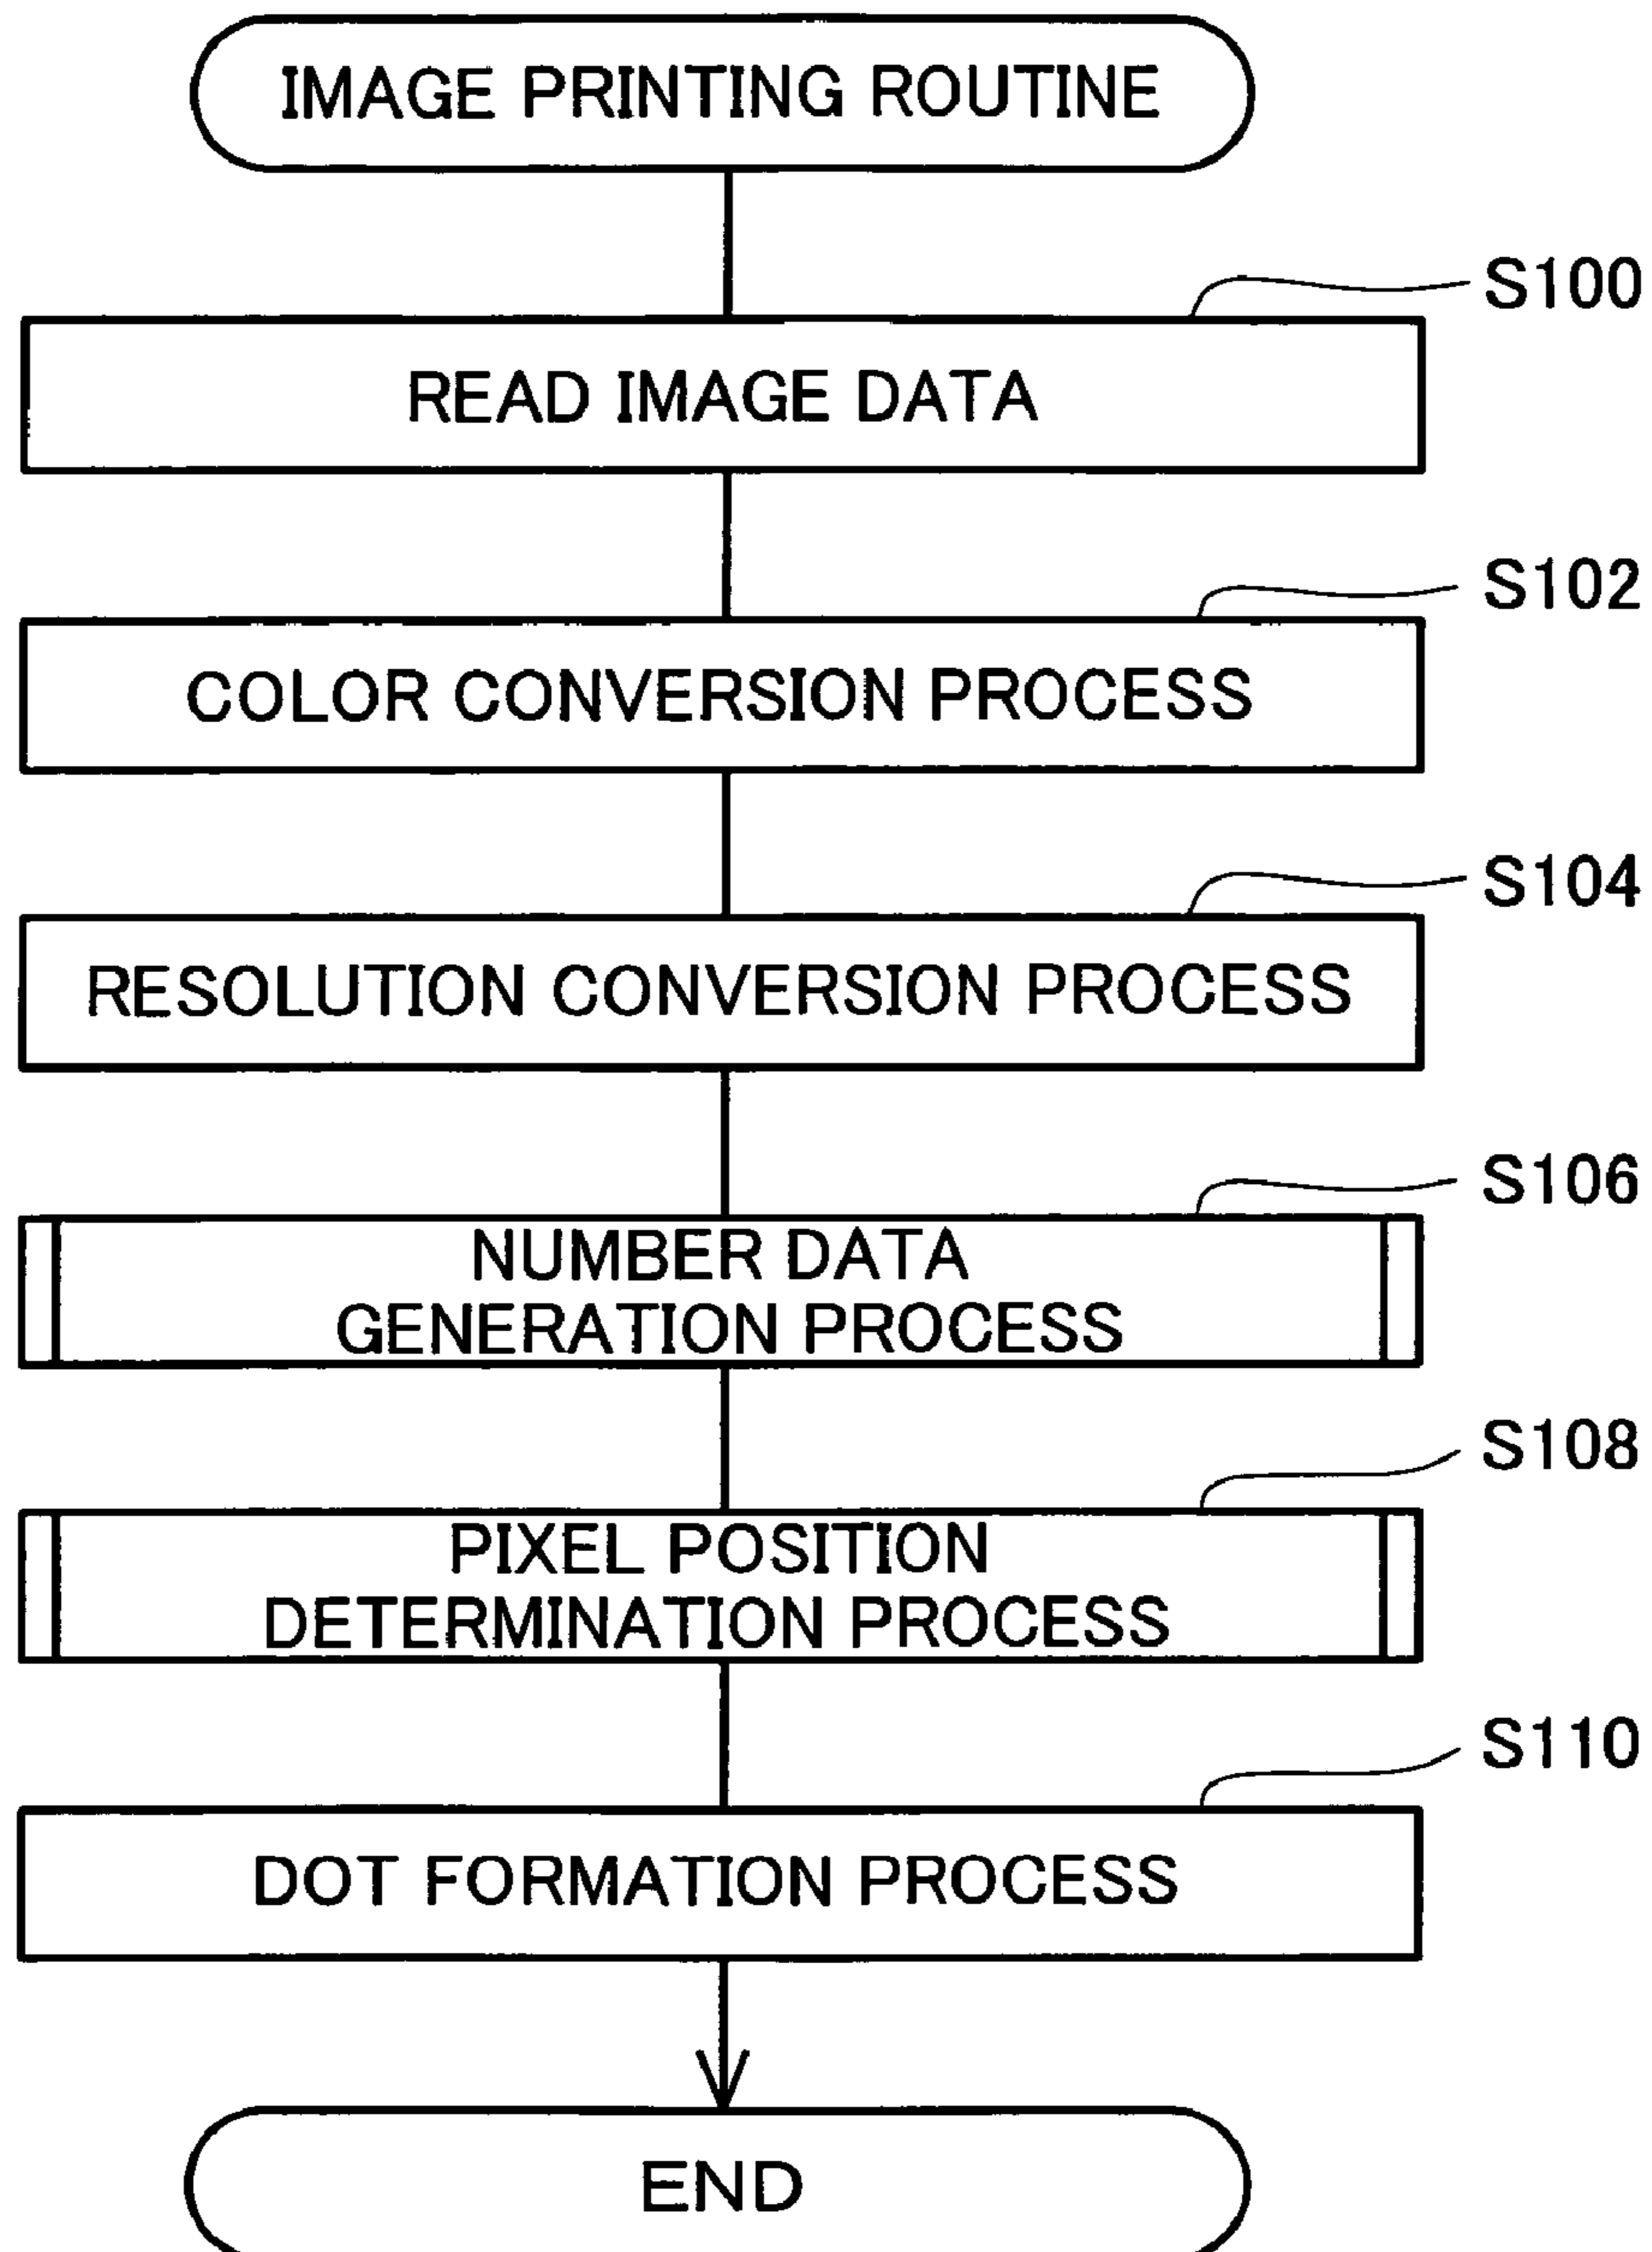 IMAGE PRINTING ROUTINE
S100
READ IMAGE DATA
S102
COLOR CONVERSION PROCESS
S104
RESOLUTION CONVERSION PROCESS
S106
NUMBER DATA
GENERATION PROCESS
S108
PIXEL POSITION
DETERMINATION PROCESS
S110
DOT FORMATION PROCESS
END